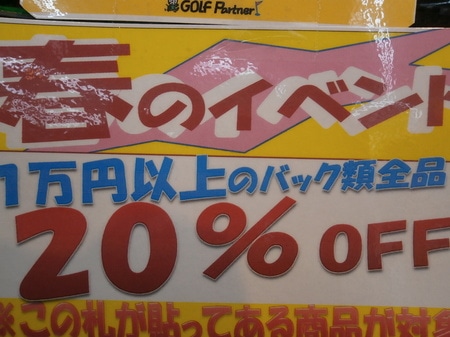 GOLF Partner
春のイベント
1万円以上のバック類全品
20% OFF
※この札が貼ってある商品が対象